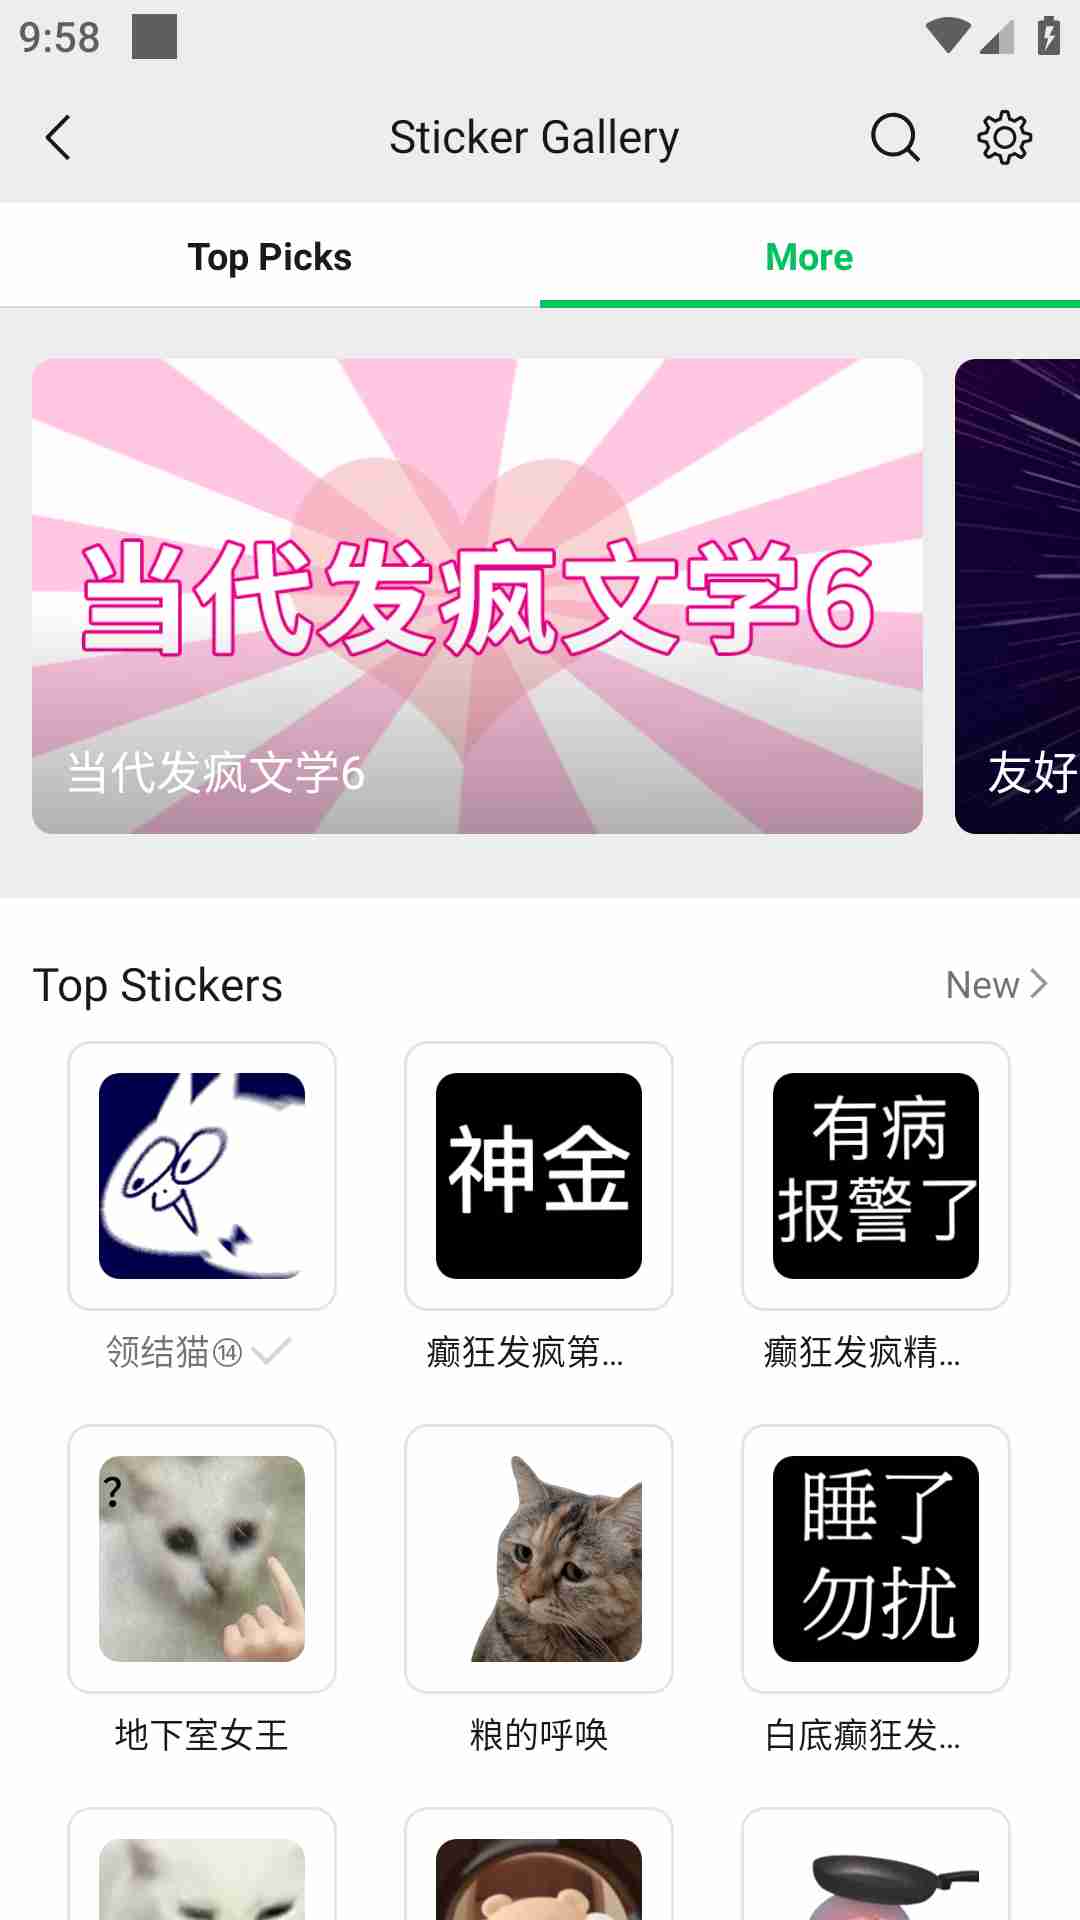 9:58
Sticker Gallery
Top Picks
More
当代发疯文学6
当代发疯文学6
友好
Top Stickers
New
神金
有病
报警了
领结猫⑭
癫狂发疯第...
癫狂发疯精...
?
睡了
勿扰
地下室女王
粮的呼唤
白底癫狂发...